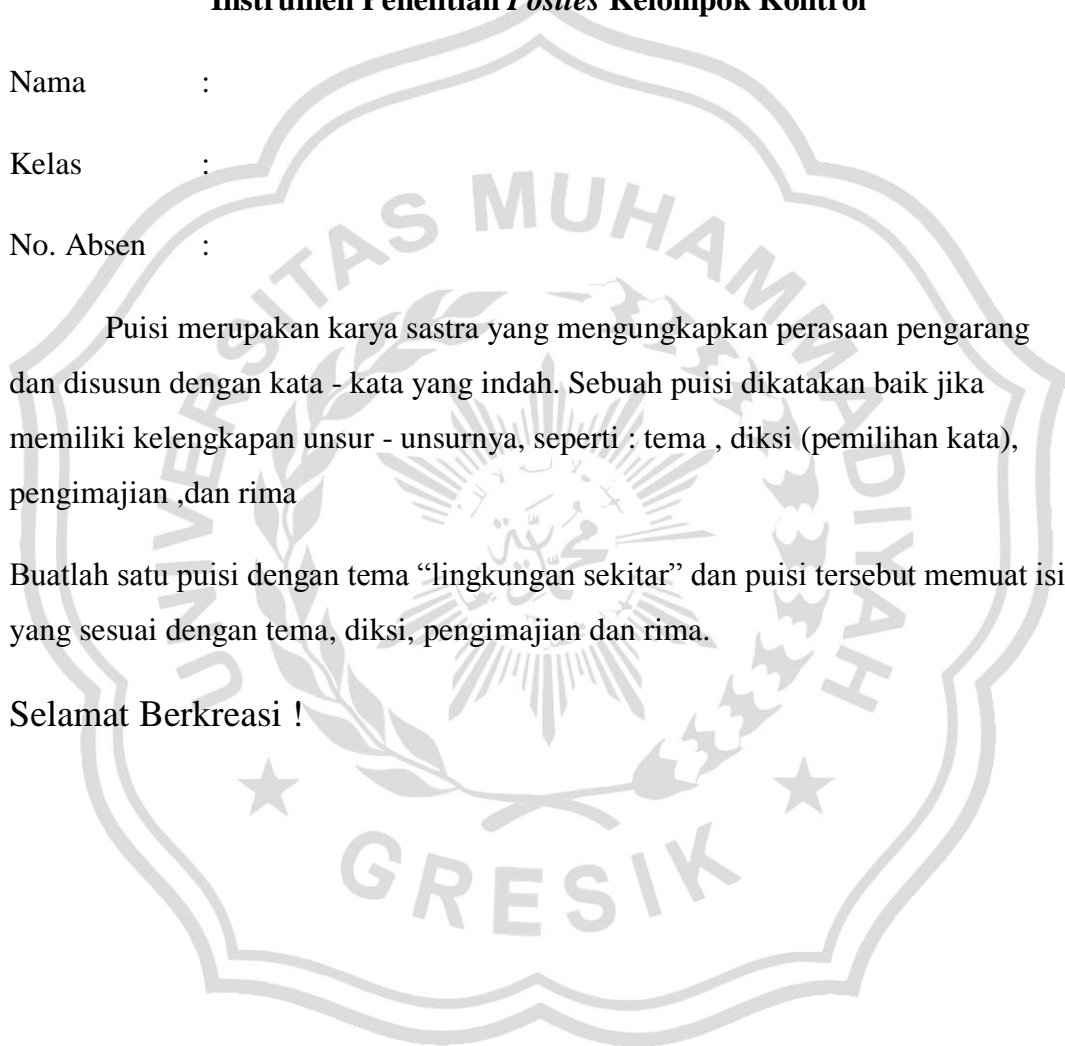 Instrumen Penelitian Postes Kelompok Kontrol
Nama :
Kelas :
No. Absen :
Puisi merupakan karya sastra yang mengungkapkan perasaan pengarang
dan disusun dengan kata - kata yang indah. Sebuah puisi dikatakan baik jika
memiliki kelengkapan unsur - unsurnya, seperti : tema , diksi (pemilihan kata),
pengimajian ,dan rima
Buatlah satu puisi dengan tema “lingkungan sekitar” dan puisi tersebut memuat isi
yang sesuai dengan tema, diksi, pengimajian dan rima.
Selamat Berkreasi !
UNIVERSITAS MUHAMMADIYAH
GRESIK